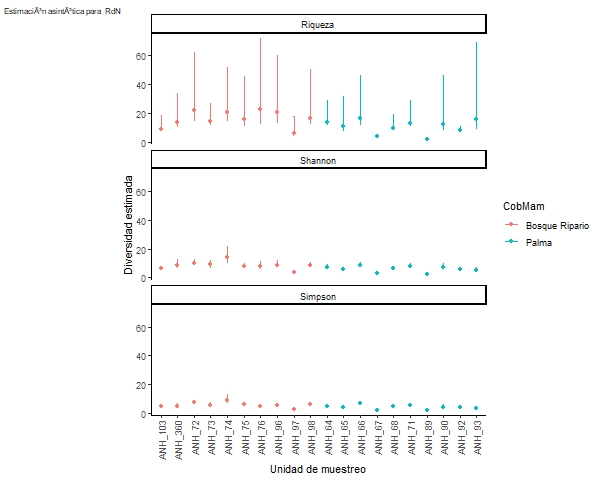 EstimaciÃ³n asintÃ³tica para RdN
Riqueza
60
40
20
0
Shannon
60
40
20
0
Simpson
60
40
20
0
Diversidad estimada
ANH_103
ANH_360
ANH_72
ANH_73
ANH_74
ANH_75
ANH_76
ANH_96
ANH_97
ANH_98
ANH_64
ANH_65
ANH_66
ANH_67
ANH_68
ANH_71
ANH_89
ANH_90
ANH_92
ANH_93
Unidad de muestreo
CobMam
Bosque Ripario
Palma